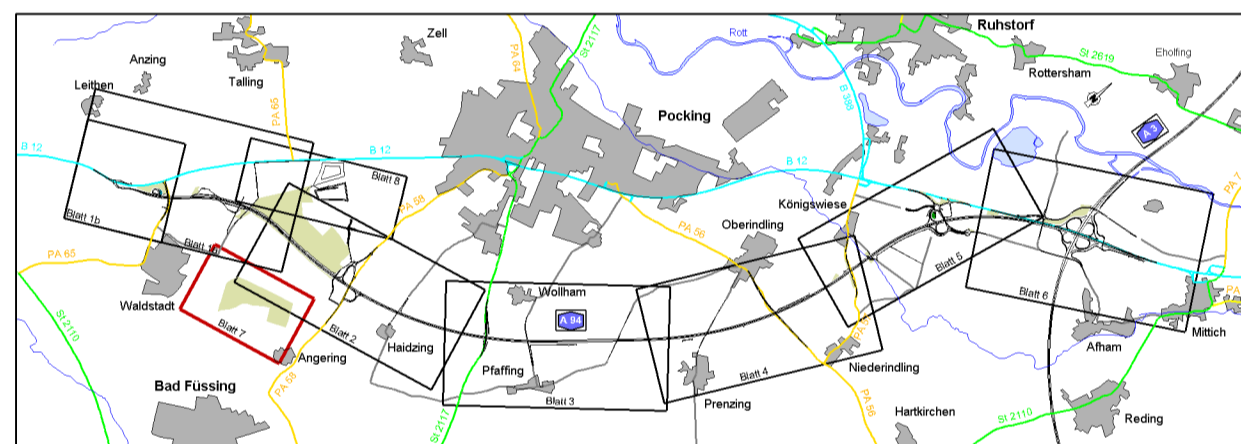 Ruhstorf
Zell
Rott
St 2117
PA 64
St 2619
Eholfing
Anzing
Talling
Rottersham
Leithen
PA 65
B 388
Pocking
A 3
B 12
B 12
B 12
Blatt 8
PA 58
PA 7
Königswiese
Blatt 1b
Oberindling
PA 56
Blatt 5
PA 65
Waldstadt
Blatt 7
Blatt 2
Wollham
A 94
Blatt 6
St 2110
Angering
Haidzing
Pfaffing
Blatt 4
Niederindling
Afham
Mittich
Bad Füssing
PA 58
Blatt 3
Prenzing
PA 56
Hartkirchen
St 2110
Reding
St 2117